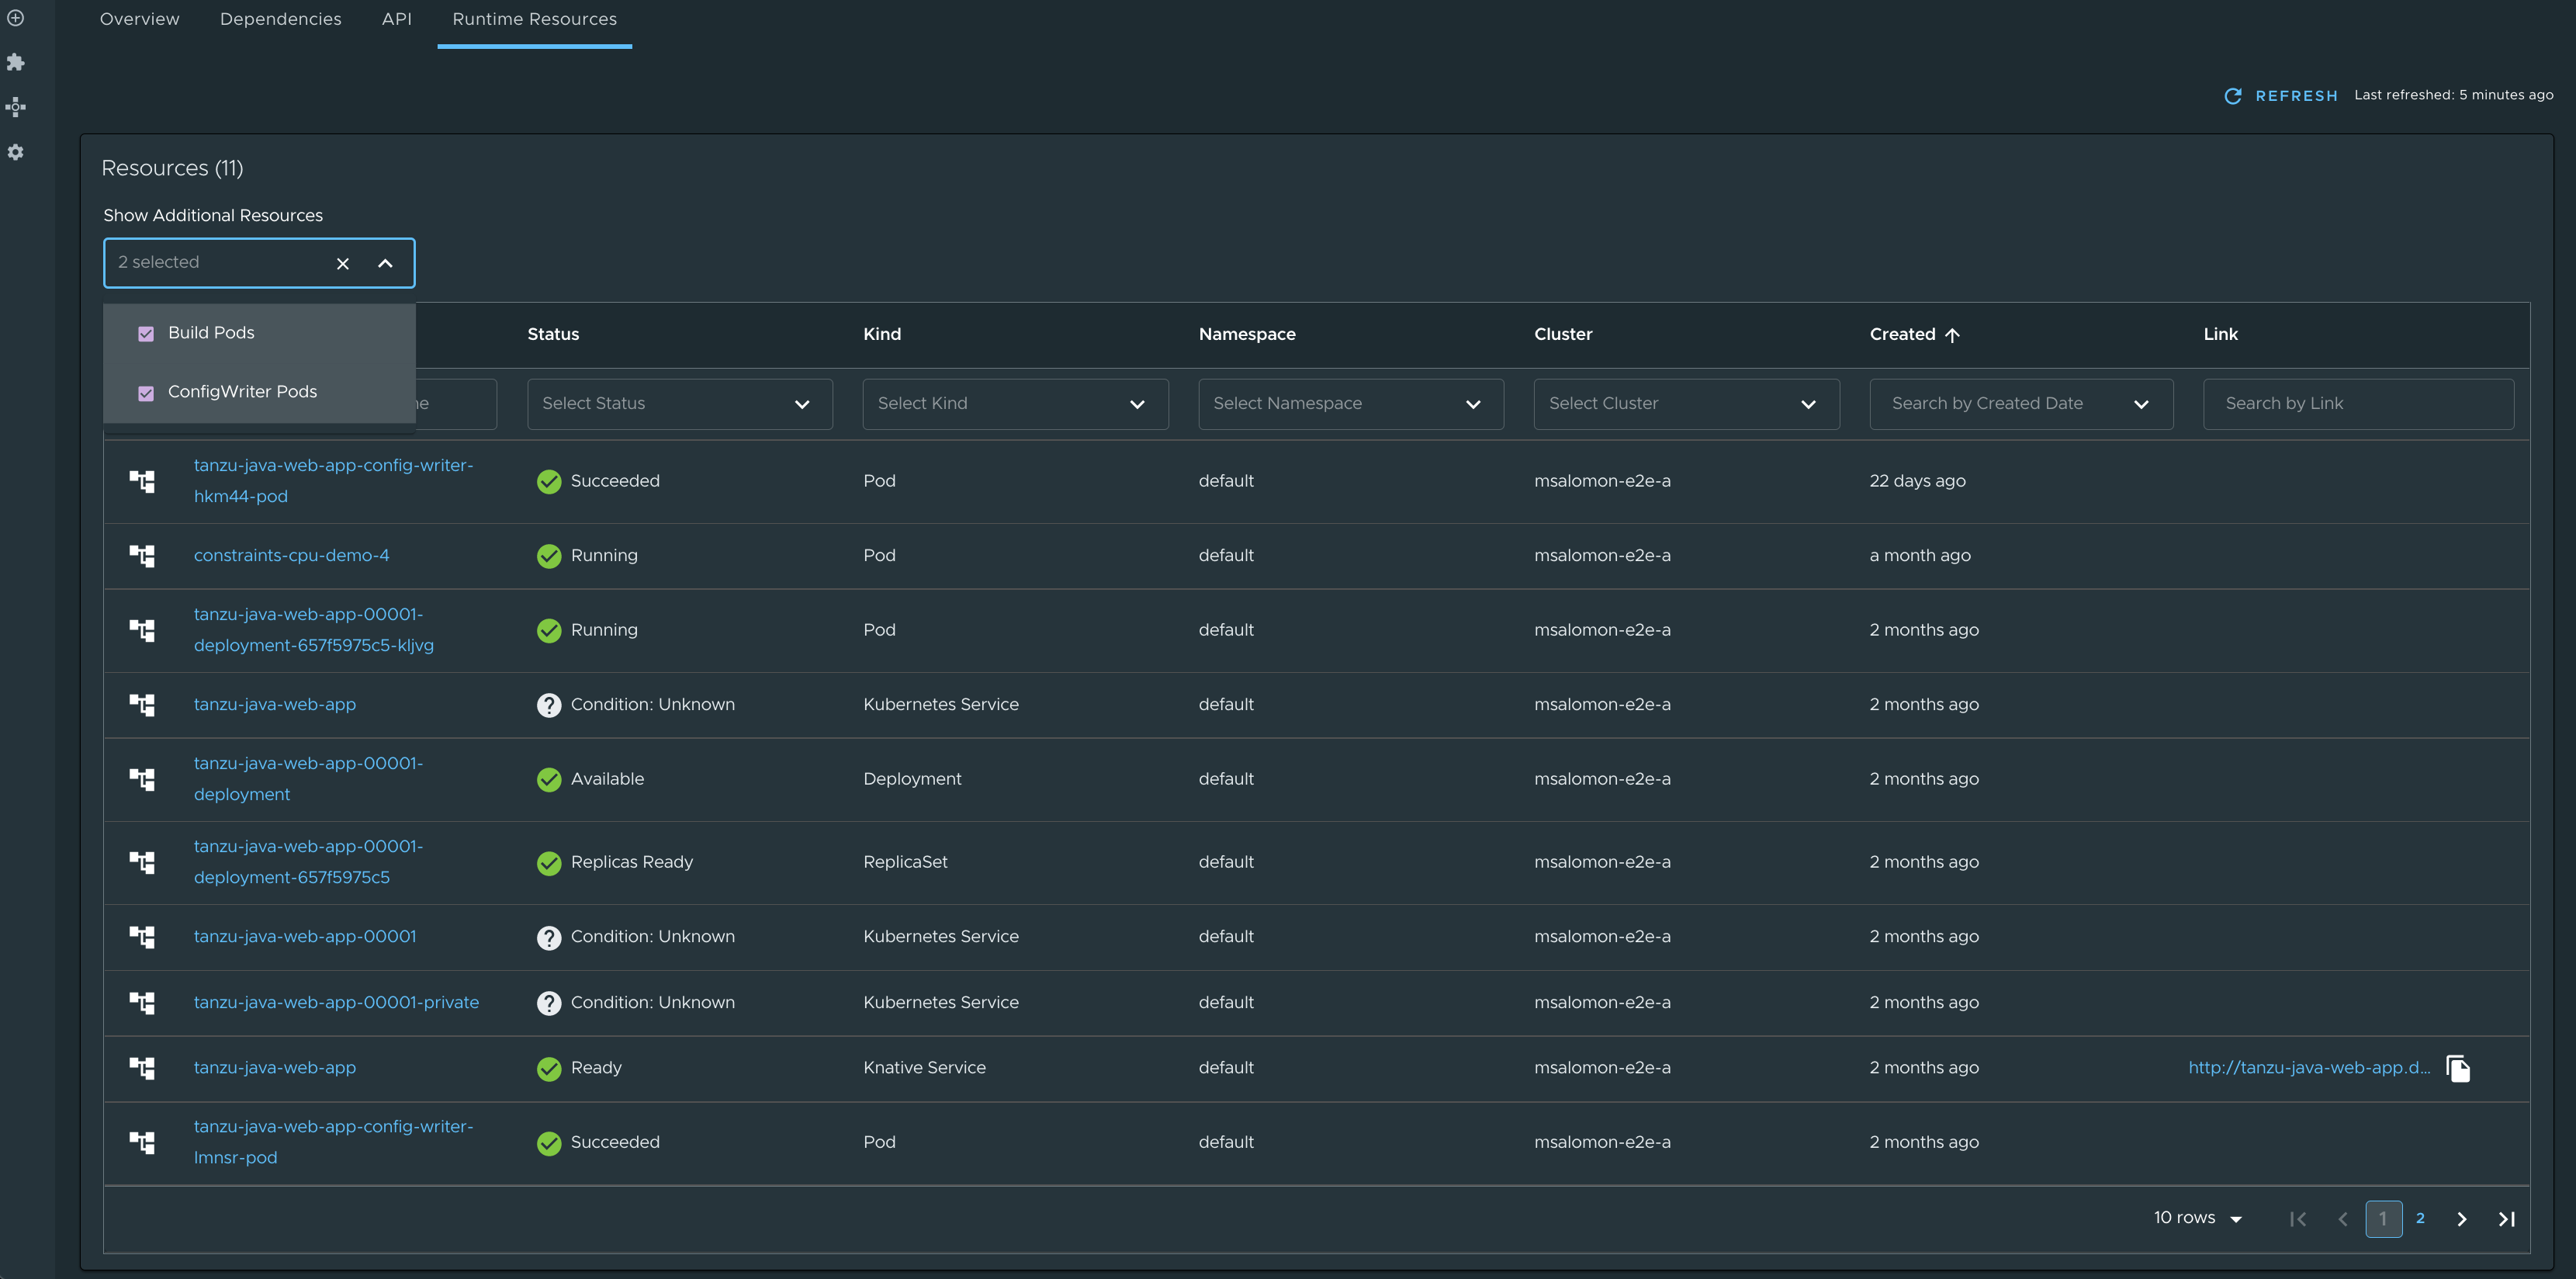 Overview Dependencies API Runtime Resources
REFRESH Last refreshed: 5 minutes ago
Resources (11)
Show Additional Resources
2 selected
Build Pods
ConfigWriter Pods
Status Kind Namespace Cluster Created Link
Select Status Select Kind Select Namespace Select Cluster Search by Created Date Search by Link
tanzu-java-web-app-config-writer-
hkm44-pod
Succeeded Pod default msalomon-e2e-a 22 days ago
constraints-cpu-demo-4 Running Pod default msalomon-e2e-a a month ago
tanzu-java-web-app-00001-
deployment-657f5975c5-kljvg
Running Pod default msalomon-e2e-a 2 months ago
tanzu-java-web-app Condition: Unknown Kubernetes Service default msalomon-e2e-a 2 months ago
tanzu-java-web-app-00001-
deployment
Available Deployment default msalomon-e2e-a 2 months ago
tanzu-java-web-app-00001-
deployment-657f5975c5
Replicas Ready ReplicaSet default msalomon-e2e-a 2 months ago
tanzu-java-web-app-00001 Condition: Unknown Kubernetes Service default msalomon-e2e-a 2 months ago
tanzu-java-web-app-00001-private Condition: Unknown Kubernetes Service default msalomon-e2e-a 2 months ago
tanzu-java-web-app Ready Knative Service default msalomon-e2e-a 2 months ago http://tanzu-java-web-app.d...
tanzu-java-web-app-config-writer-
lmnsr-pod
Succeeded Pod default msalomon-e2e-a 2 months ago
10 rows 1 2